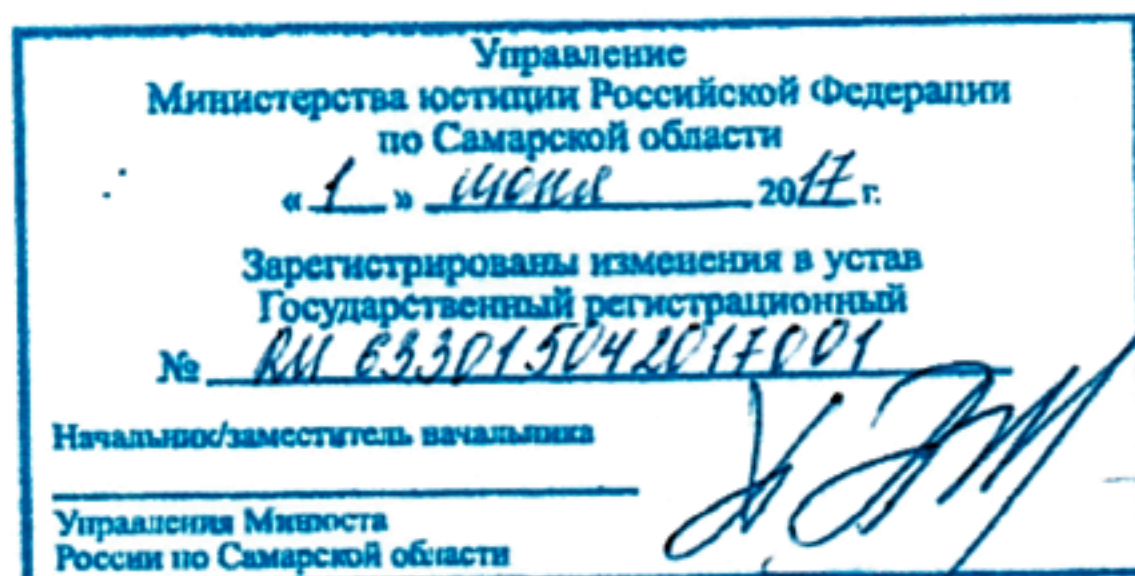 Управление
Министерства юстиции Российской Федерации
по Самарской области
« 1 » июня 2017 г.
Зарегистрированы изменения в устав
Государственный регистрационный
№ RU 633015042017001
Начальник/заместитель начальника
Управления Минюста
России по Самарской области